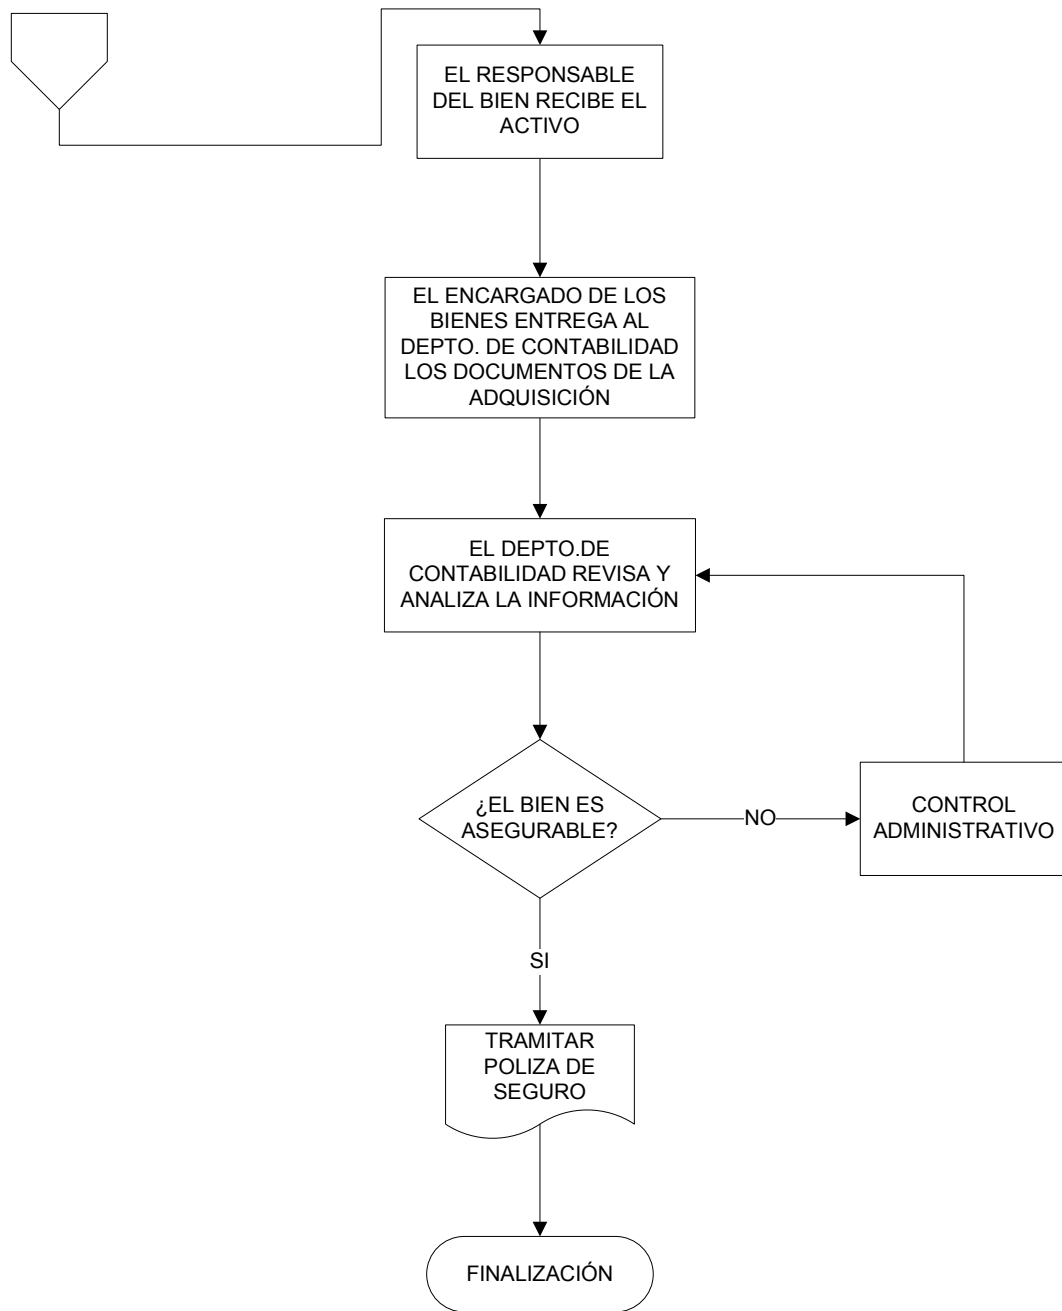 EL RESPONSABLE
DEL BIEN RECIBE EL
ACTIVO
EL ENCARGADO DE LOS
BIENES ENTREGA AL
DEPTO. DE CONTABILIDAD
LOS DOCUMENTOS DE LA
ADQUISICIÓN
EL DEPTO.DE
CONTABILIDAD REVISA Y
ANALIZA LA INFORMACIÓN
¿EL BIEN ES
ASEGURABLE?
NO
CONTROL
ADMINISTRATIVO
SI
TRAMITAR
POLIZA DE
SEGURO
FINALIZACIÓN